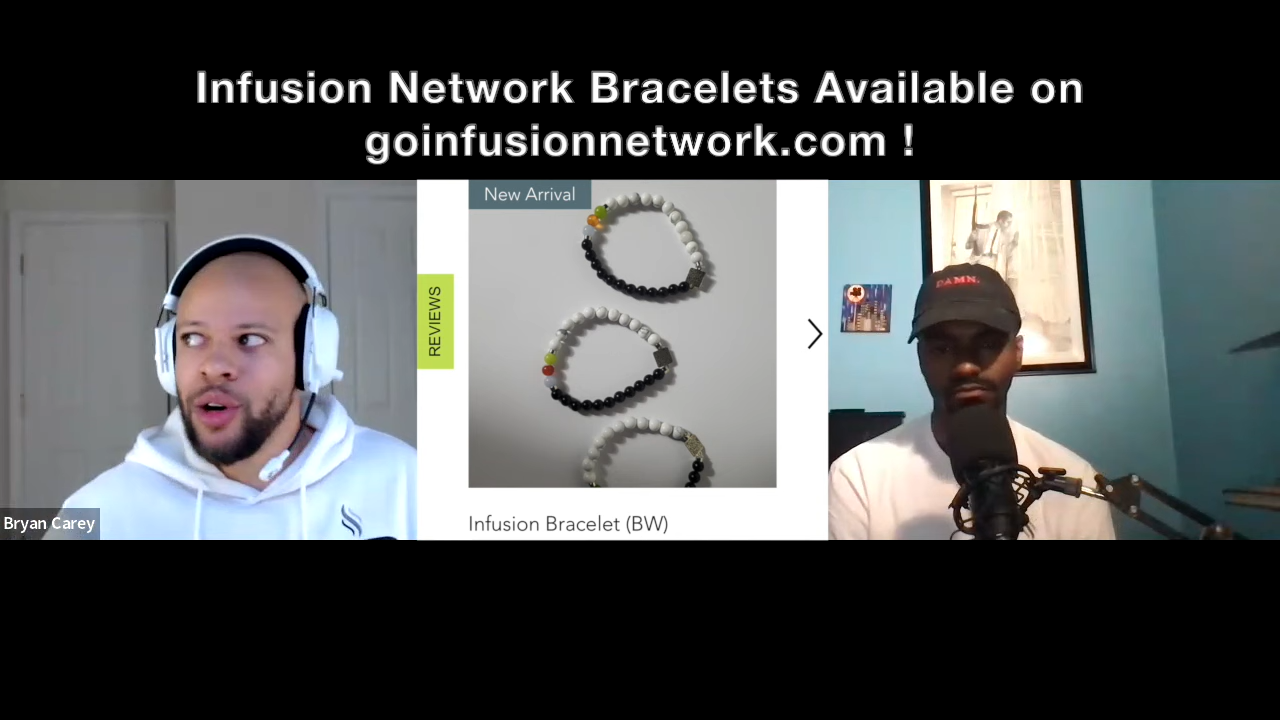 Infusion Network Bracelets Available on
goinfusionnetwork.com !
New Arrival
REVIEWS
DAMN.
Bryan Carey
Infusion Bracelet (BW)